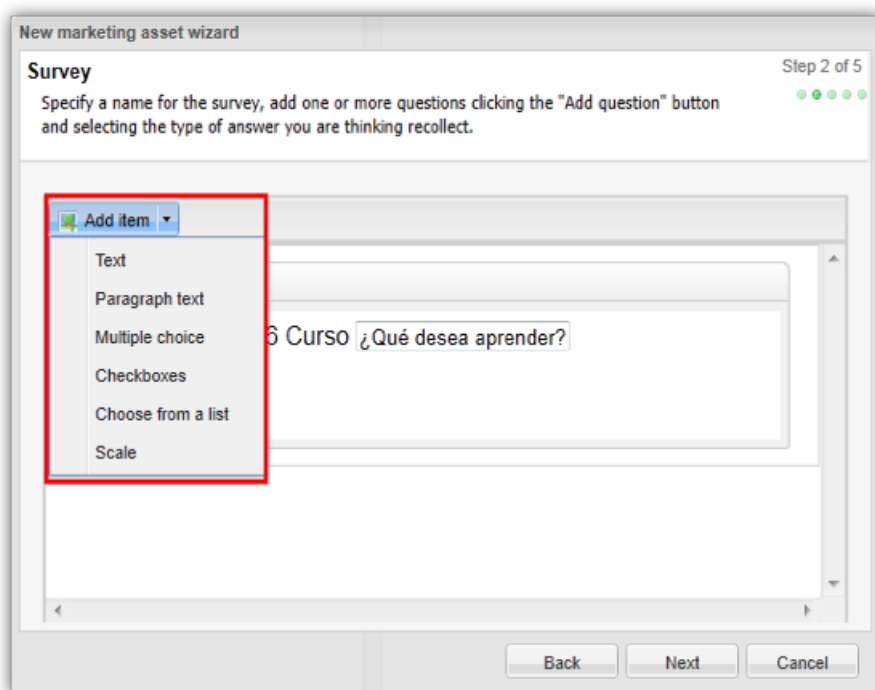 New marketing asset wizard
Survey
Step 2 of 5
Specify a name for the survey, add one or more questions clicking the "Add question" button
and selecting the type of answer you are thinking recollect.
Add item
Text
Paragraph text
Multiple choice
Checkboxes
Choose from a list
Scale
6 Curso ¿Qué desea aprender?
Back Next Cancel